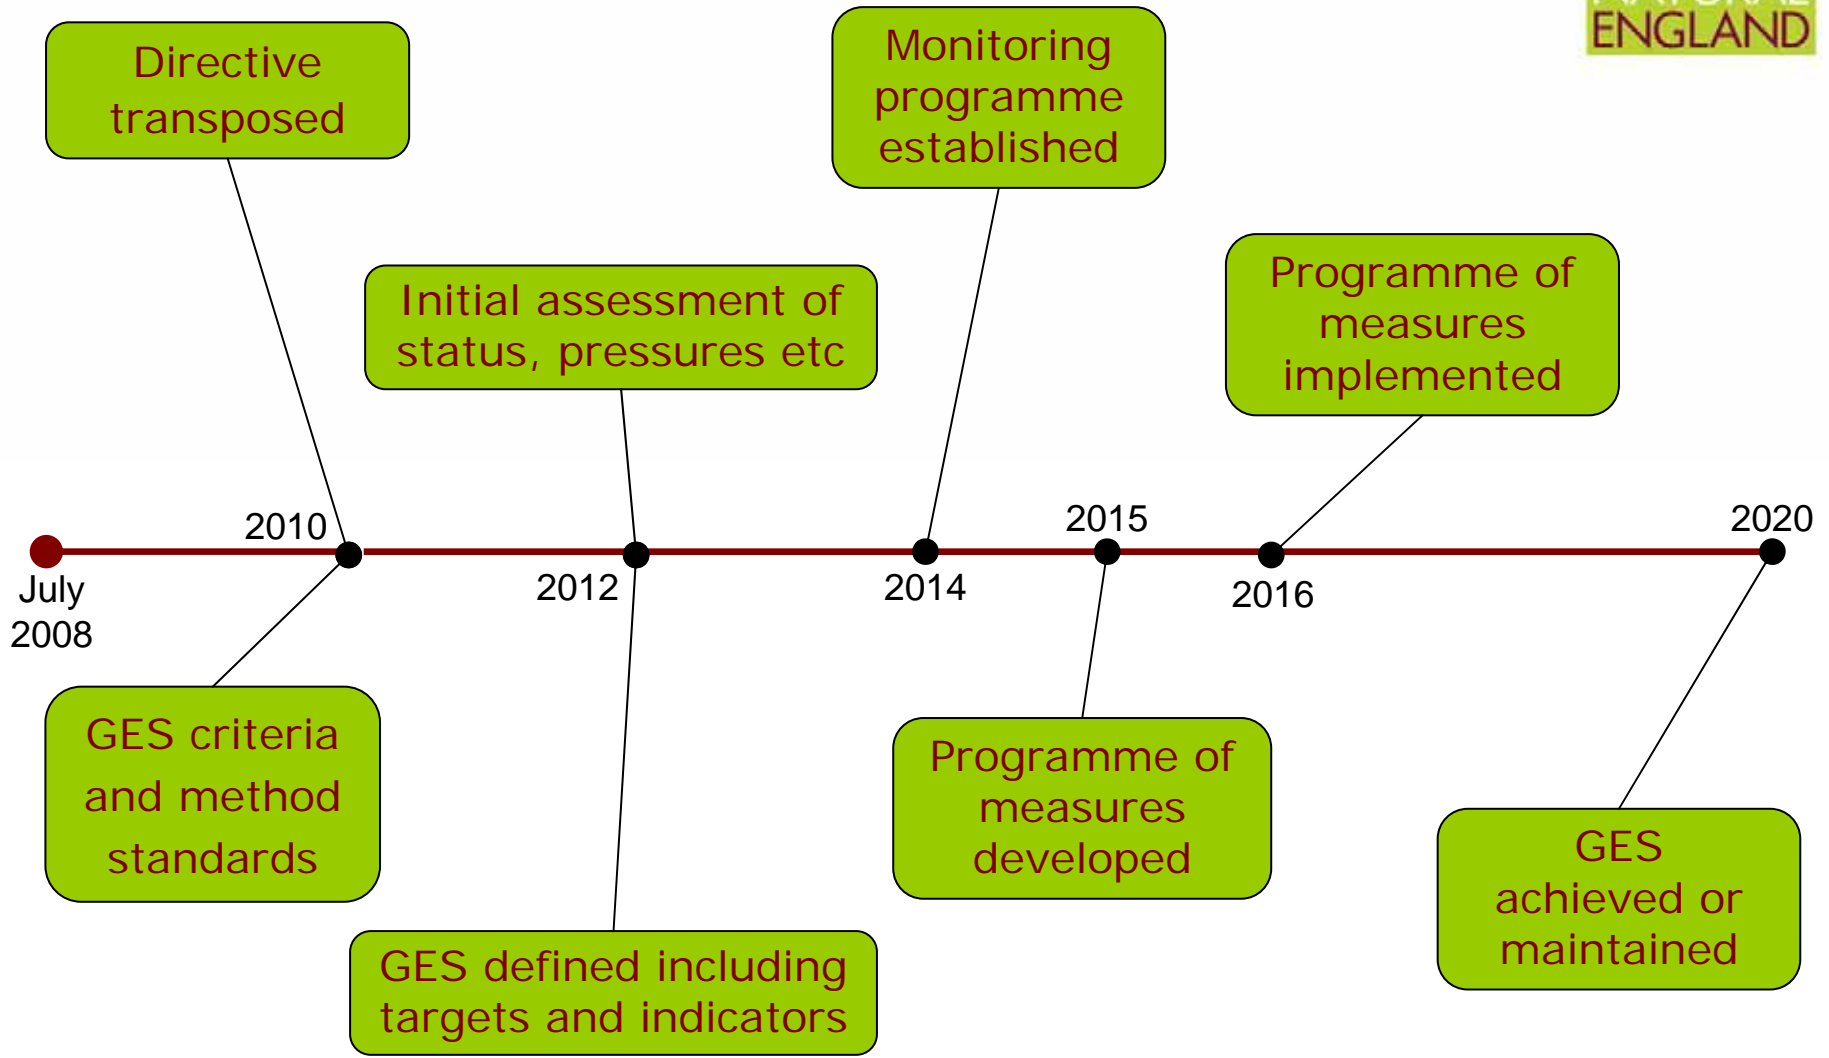 ENGLAND
Directive
transposed
Monitoring
programme
established
Initial assessment of
status, pressures etc
Programme of
measures
implemented
2010
2015
2020
July
2008
2012
2014
2016
GES criteria
and method
standards
Programme of
measures
developed
GES
achieved or
maintained
GES defined including
targets and indicators